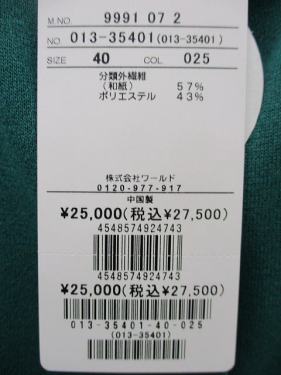 M.NO. 9991 07 2
NO. 013-35401(013-35401)
SIZE 40 COL 025
分類外繊維
(和紙) 57%
ポリエステル 43%
株式会社ワールド
0120-977-917
中国製
¥25,000(税込¥27,500)
4548574924743
4548574924743
¥25,000(税込¥27,500)
013-35401-40-025
(013-35401)